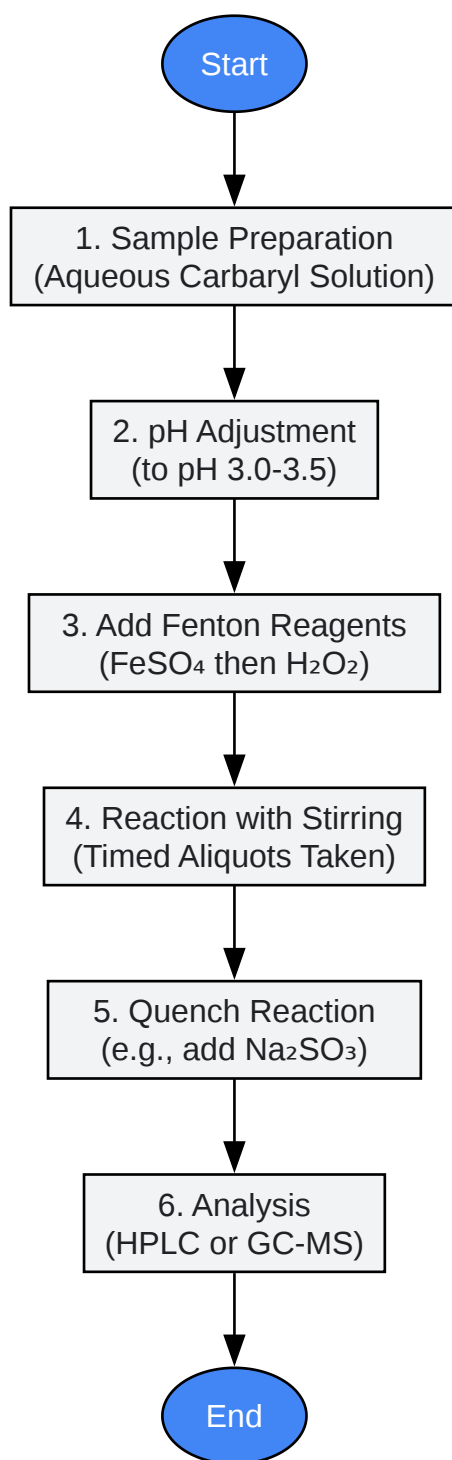 Start
1. Sample Preparation
(Aqueous Carbaryl Solution)
2. pH Adjustment
(to pH 3.0-3.5)
3. Add Fenton Reagents
(FeSO₄ then H₂O₂)
4. Reaction with Stirring
(Timed Aliquots Taken)
5. Quench Reaction
(e.g., add Na₂SO₃)
6. Analysis
(HPLC or GC-MS)
End